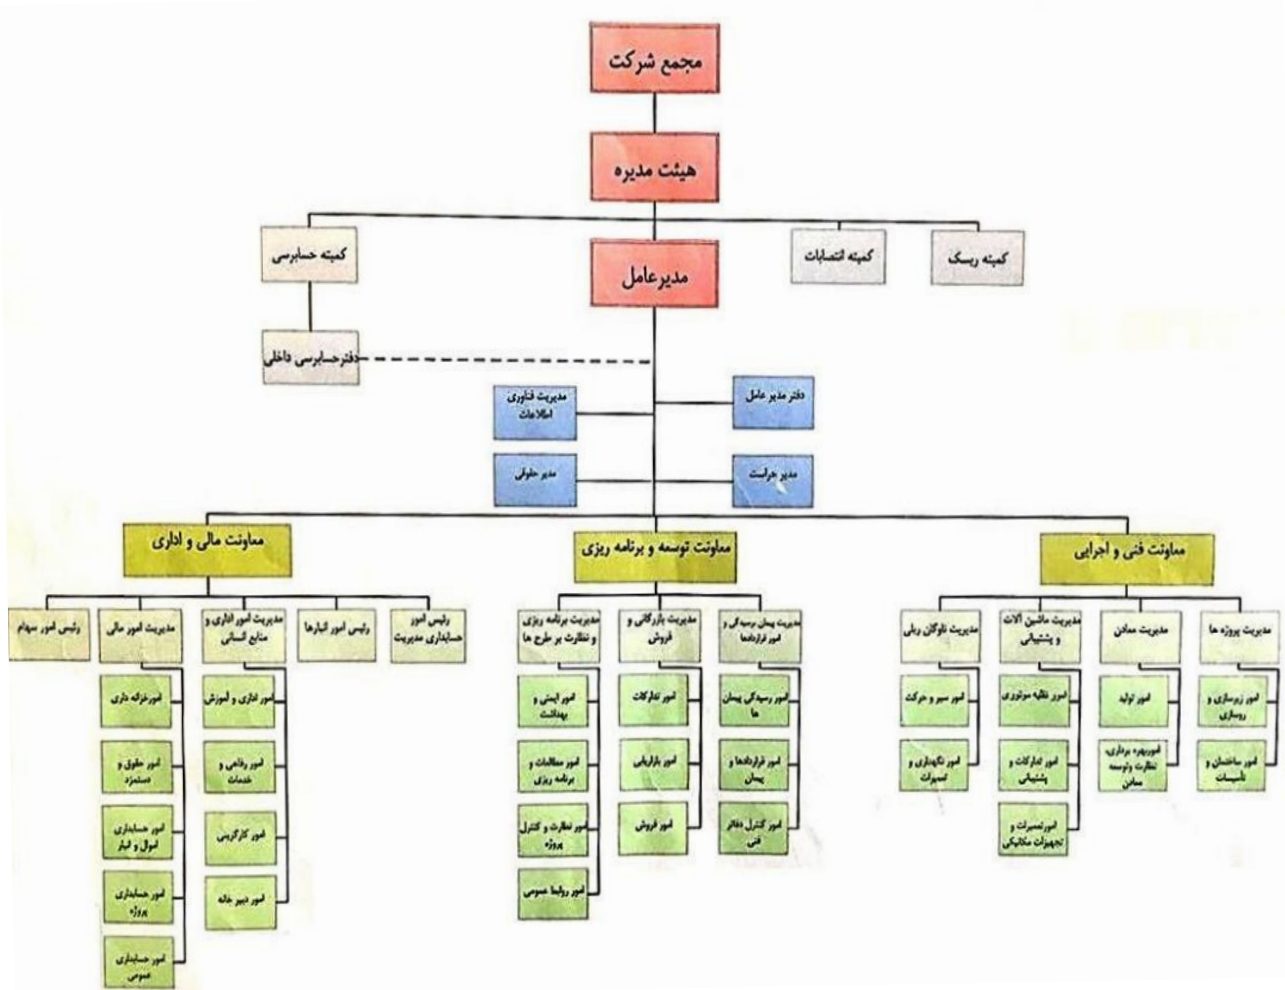 مجمع شرکت
هیئت مدیره
کمیته ریسک
کمیته انتصابات
مدیرعامل
کمیته حسابرسی
دفترحسابرسی داخلی
دفتر مدیر عامل
مدیریت فناوری
اطلاعات
مدیر حراست
مدیر حقوقی
معاونت فنی و اجرایی
معاونت توسعه و برنامه ریزی
معاونت مالی و اداری
مدیریت پروژه ها
مدیریت معادن
مدیریت ماشین آلات
و پشتیبانی
مدیریت ناوگان ریلی
مدیریت پیمان رسیدگی و
امور قراردادها
مدیریت بازرگانی و
فروش
مدیریت برنامه ریزی
و نظارت بر طرح ها
رئیس امور
حسابداری مدیریت
رئیس امور انبارها
مدیریت امور اداری و
منابع انسانی
مدیریت امور مالی
رئیس امور سهام
امور زیرسازی و
روسازی
امور ساختمان و
تأسیسات
امور تولید
اموربهره برداری،
نظارت وتوسعه
معادن
امور نقلیه موتوری
امور تدارکات و
پشتیبانی
امورتعمیرات و
تجهیزات مکانیکی
امور سیر و حرکت
امور نگهداری و
تعمیرات
امور رسیدگی پیمان
ها
امور قراردادها و
پیمان
امور کنترل دفاتر
فنی
امور تدارکات
امور بازاریابی
امور فروش
امور ایمنی و
بهداشت
امور مطالعات و
برنامه ریزی
امور نظارت و کنترل
پروژه
امور روابط عمومی
امور اداری و آموزش
امور رفاهی و
خدمات
امور کارگزینی
امور دبیر خانه
امورخزانه داری
امور حقوق و
دستمزد
امور حسابداری
اموال و انبار
امور حسابداری
پروژه
امور حسابداری
عمومی